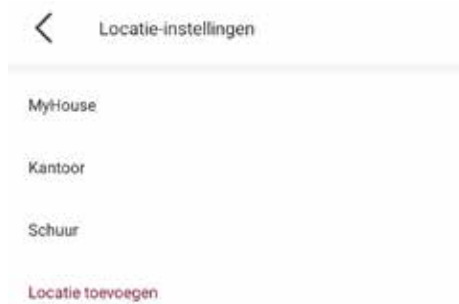 Locatie-instellingen
MyHouse
Kantoor
Schuur
Locatie toevoegen